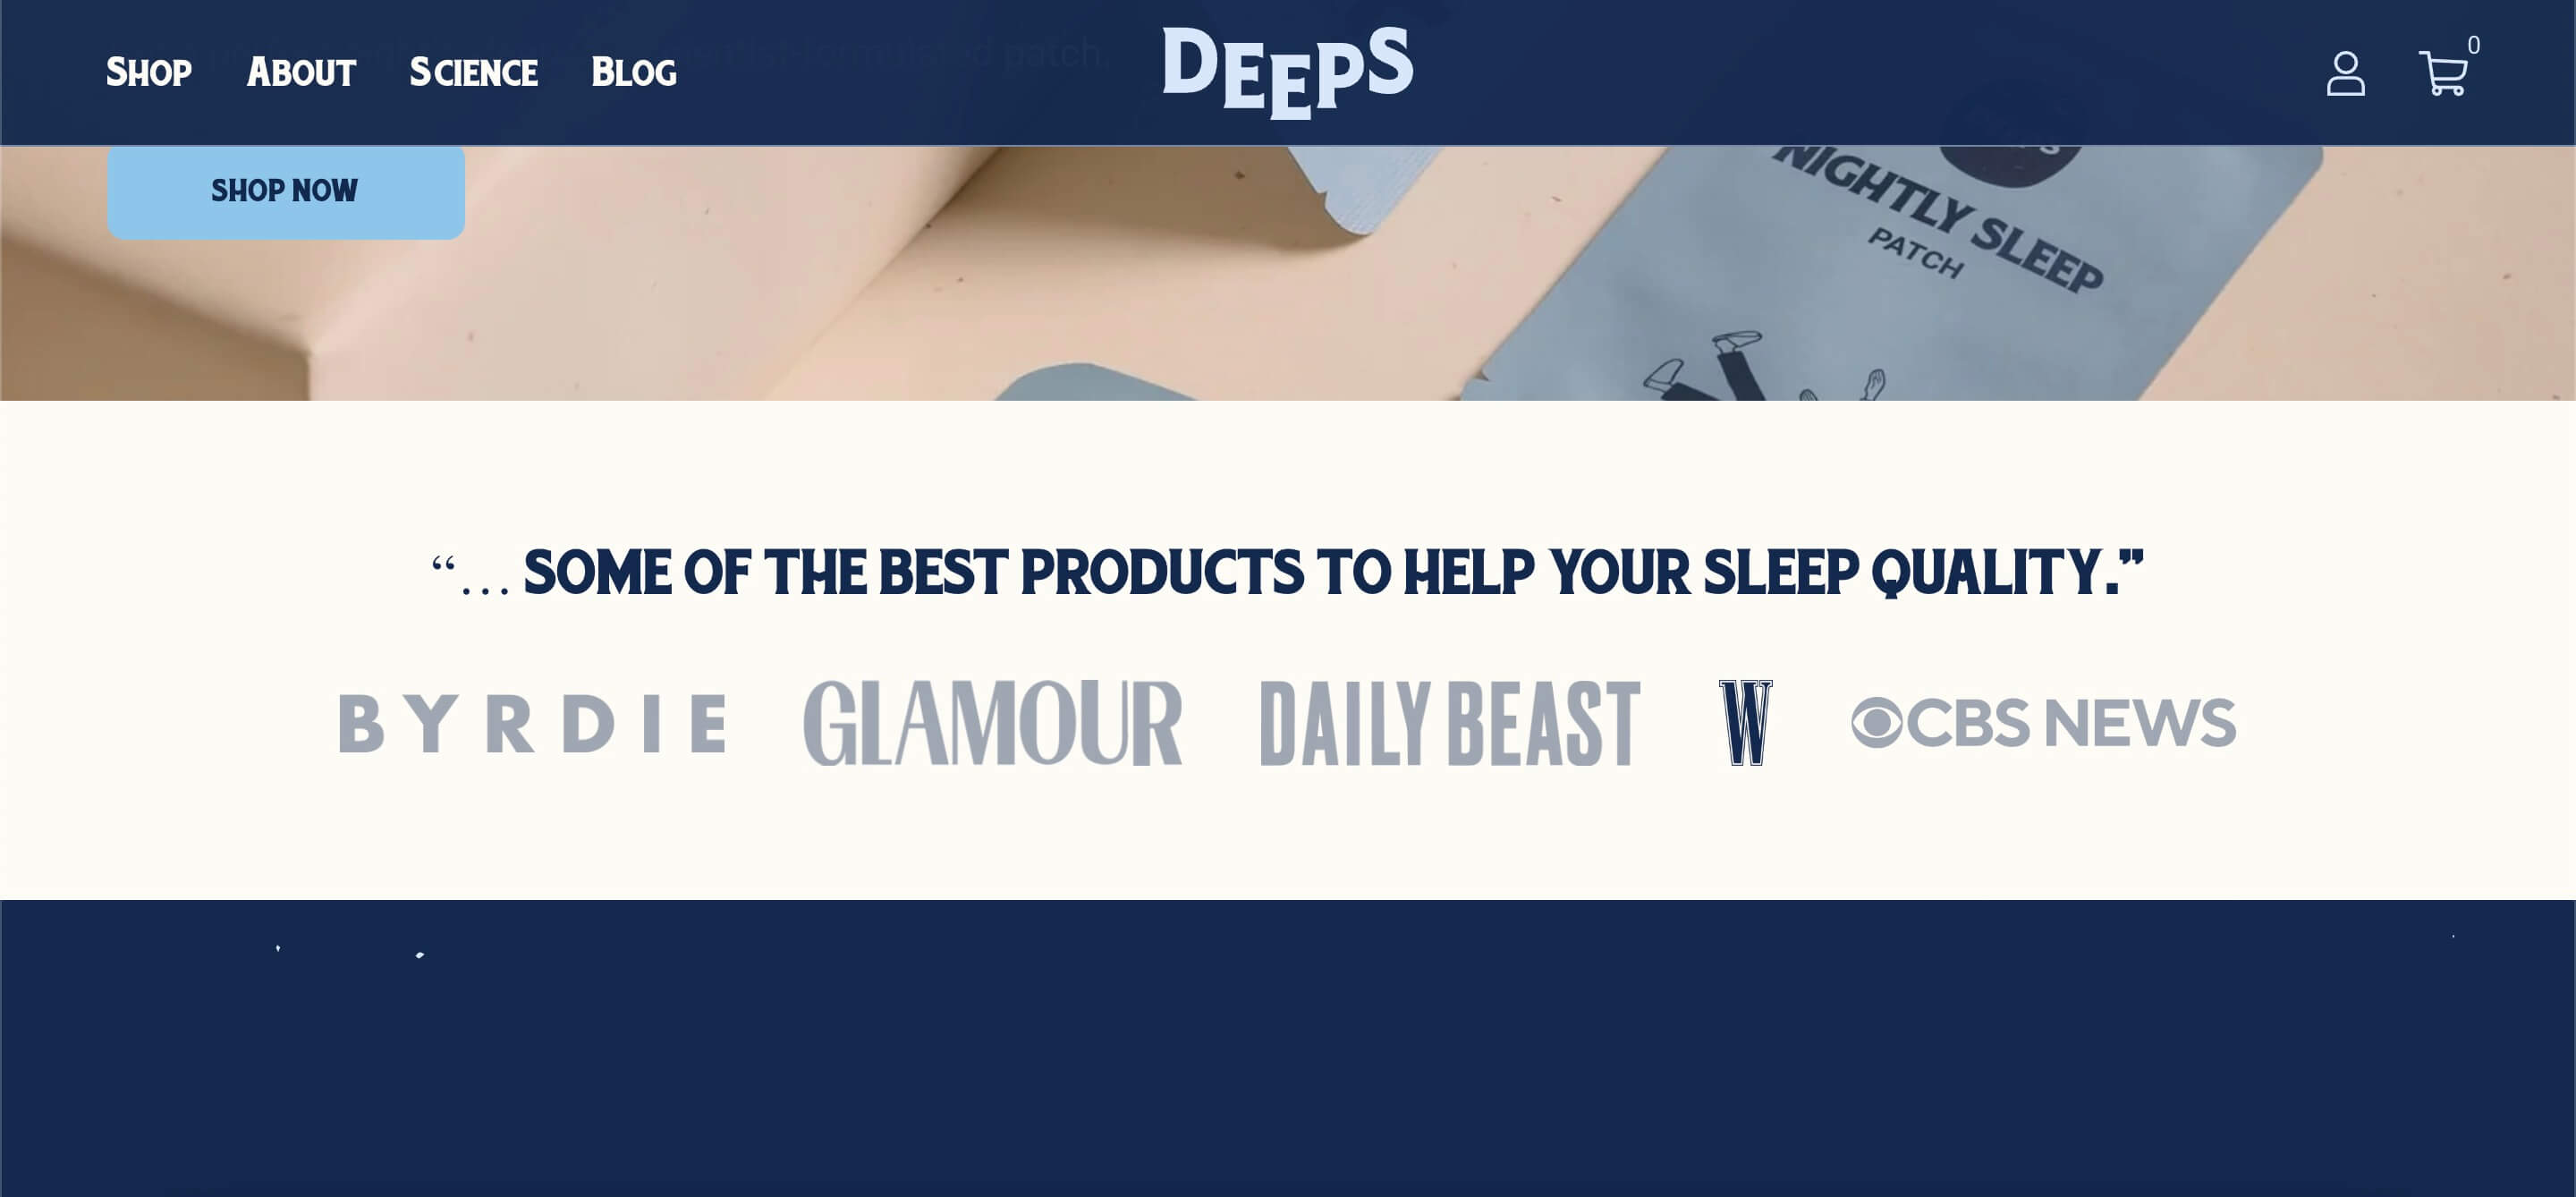 SHOP ABOUT SCIENCE BLOG
DEEPS
0
patch.
SHOP NOW
NIGHTLY SLEEP
PATCH
“… SOME OF THE BEST PRODUCTS TO HELP YOUR SLEEP QUALITY.”
BYRDIE GLAMOUR DAILY BEAST W CBS NEWS